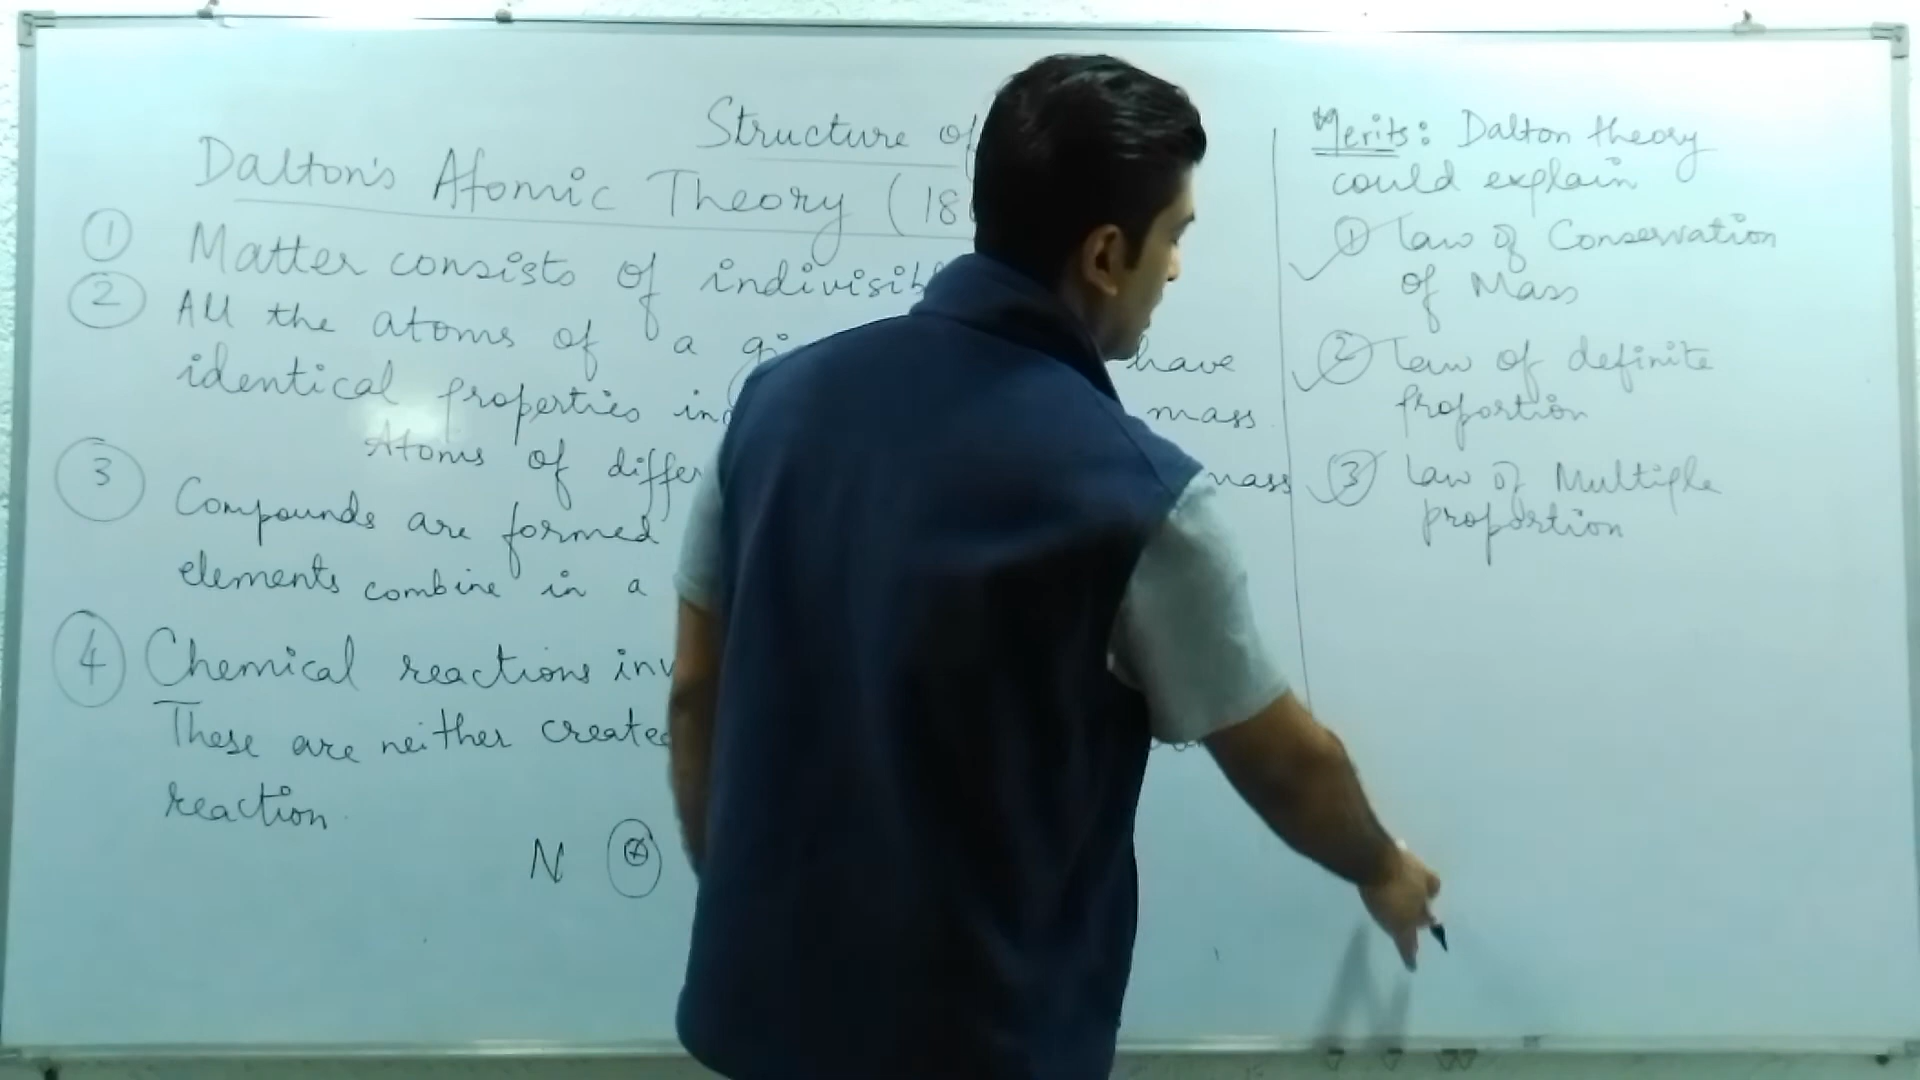 Structure of
Dalton's Atomic Theory (18
① Matter consists of indivisib
② All the atoms of a gi have
identical properties in mass
Atoms of differ mass
③ Compounds are formed
elements combine in a
④ Chemical reactions inv
These are neither created
reaction.
N
Merits: Dalton theory
could explain
① law of Conservation
of Mass
② law of definite
proportion
③ law of Multiple
proportion